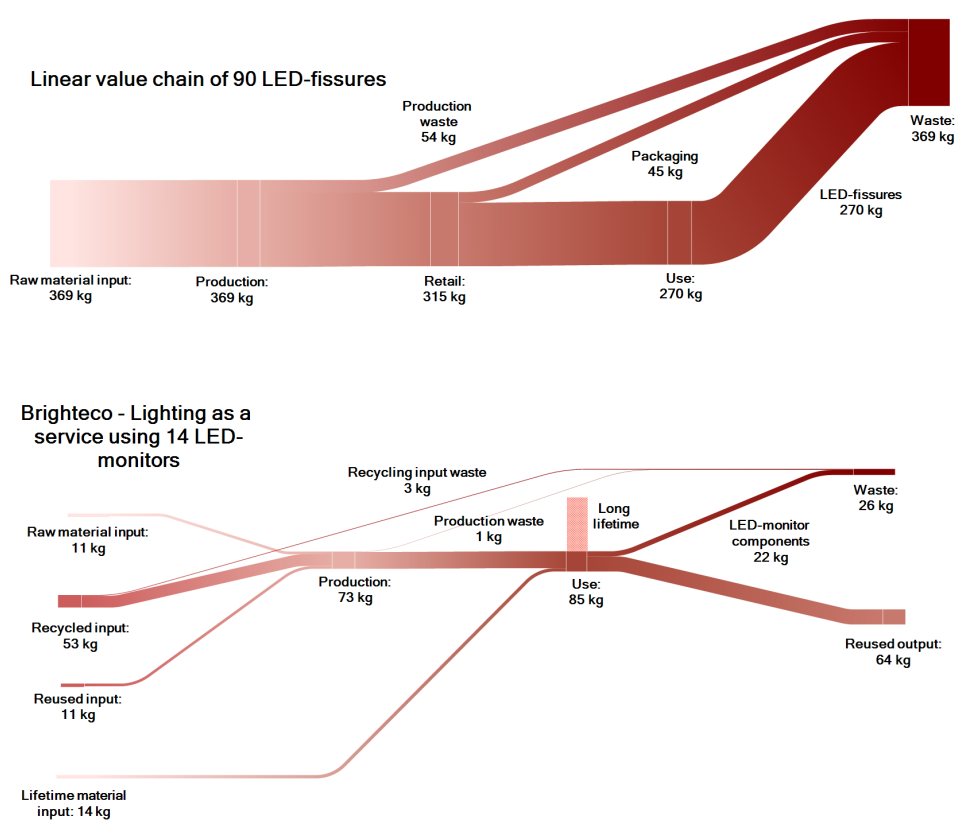 Linear value chain of 90 LED-fissures
Production
waste
54 kg
Packaging
45 kg
Waste:
369 kg
LED-fissures
270 kg
Raw material input:
369 kg
Production:
369 kg
Retail:
315 kg
Use:
270 kg
Brighteco - Lighting as a
service using 14 LED-
monitors
Recycling input waste
3 kg
Raw material input:
11 kg
Production waste
1 kg
Long
lifetime
LED-monitor
components
22 kg
Waste:
26 kg
Production:
73 kg
Use:
85 kg
Recycled input:
53 kg
Reused output:
64 kg
Reused input:
11 kg
Lifetime material
input: 14 kg